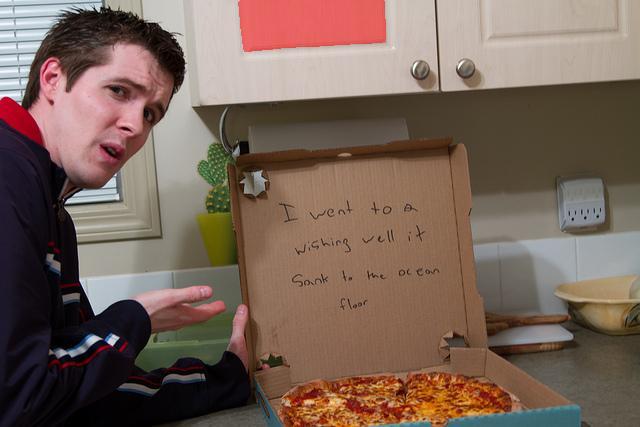 I went to a
wishing well it
Sank to the ocean
floor